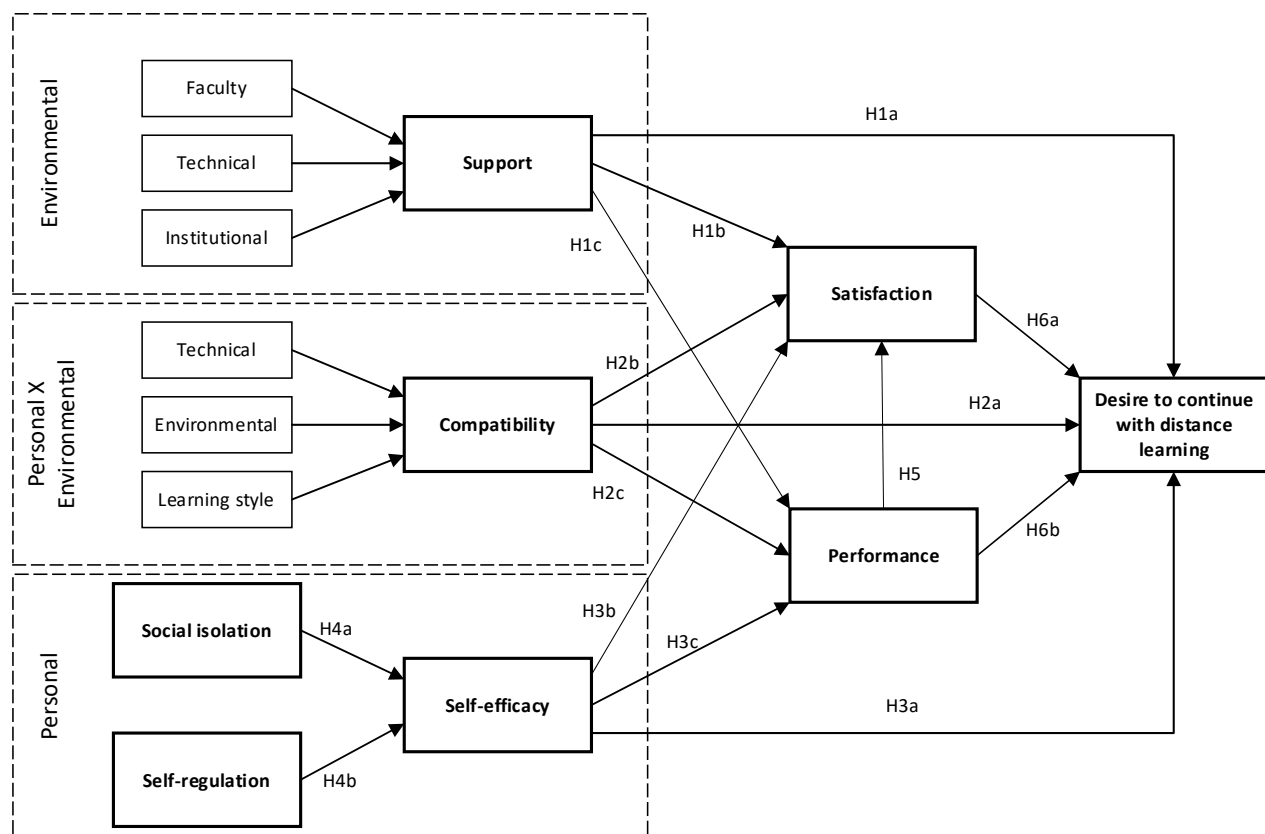 Environmental
Faculty
Technical
Institutional
Support
H1a
H1b
H1c
Satisfaction
H6a
Personal X
Environmental
Technical
Environmental
Learning style
Compatibility
H2b
H2a
H2c
Desire to continue
with distance
learning
H5
Performance
H6b
Personal
Social isolation
H4a
Self-regulation
H4b
Self-efficacy
H3b
H3c
H3a